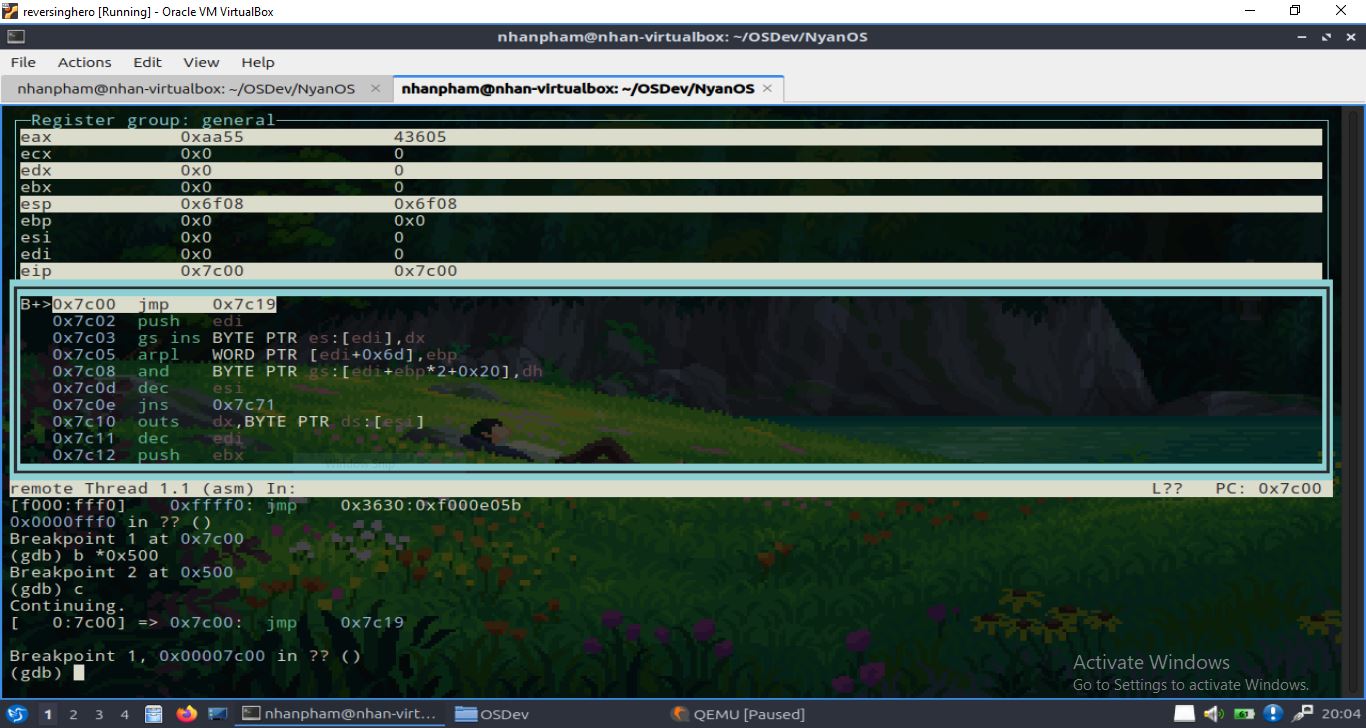 reversinghero [Running] - Oracle VM VirtualBox
nhanpham@nhan-virtualbox: ~/OSDev/NyanOS
File Actions Edit View Help
nhanpham@nhan-virtualbox: ~/OSDev/NyanOS × nhanpham@nhan-virtualbox: ~/OSDev/NyanOS ×
Register group: general
eax 0xaa55 43605
ecx 0x0 0
edx 0x0 0
ebx 0x0 0
esp 0x6f08 0x6f08
ebp 0x0 0x0
esi 0x0 0
edi 0x0 0
eip 0x7c00 0x7c00
B+>0x7c00 jmp 0x7c19
0x7c02 push edi
0x7c03 gs ins BYTE PTR es:[edi],dx
0x7c05 arpl WORD PTR [edi+0x6d],ebp
0x7c08 and BYTE PTR gs:[edi+ebp*2+0x20],dh
0x7c0d dec esi
0x7c0e jns 0x7c71
0x7c10 outs dx,BYTE PTR ds:[esi]
0x7c11 dec edi
0x7c12 push ebx
Window Snip
remote Thread 1.1 (asm) In: L?? PC: 0x7c00
[f000:fff0] 0xffff0: jmp 0x3630:0xf000e05b
0x0000fff0 in ?? ()
Breakpoint 1 at 0x7c00
(gdb) b *0x500
Breakpoint 2 at 0x500
(gdb) c
Continuing.
[ 0:7c00] => 0x7c00: jmp 0x7c19
Breakpoint 1, 0x00007c00 in ?? ()
(gdb)
Activate Windows
Go to Settings to activate Windows.
1 2 3 4 nhanpham@nhan-virt... OSDev QEMU [Paused] 20:04